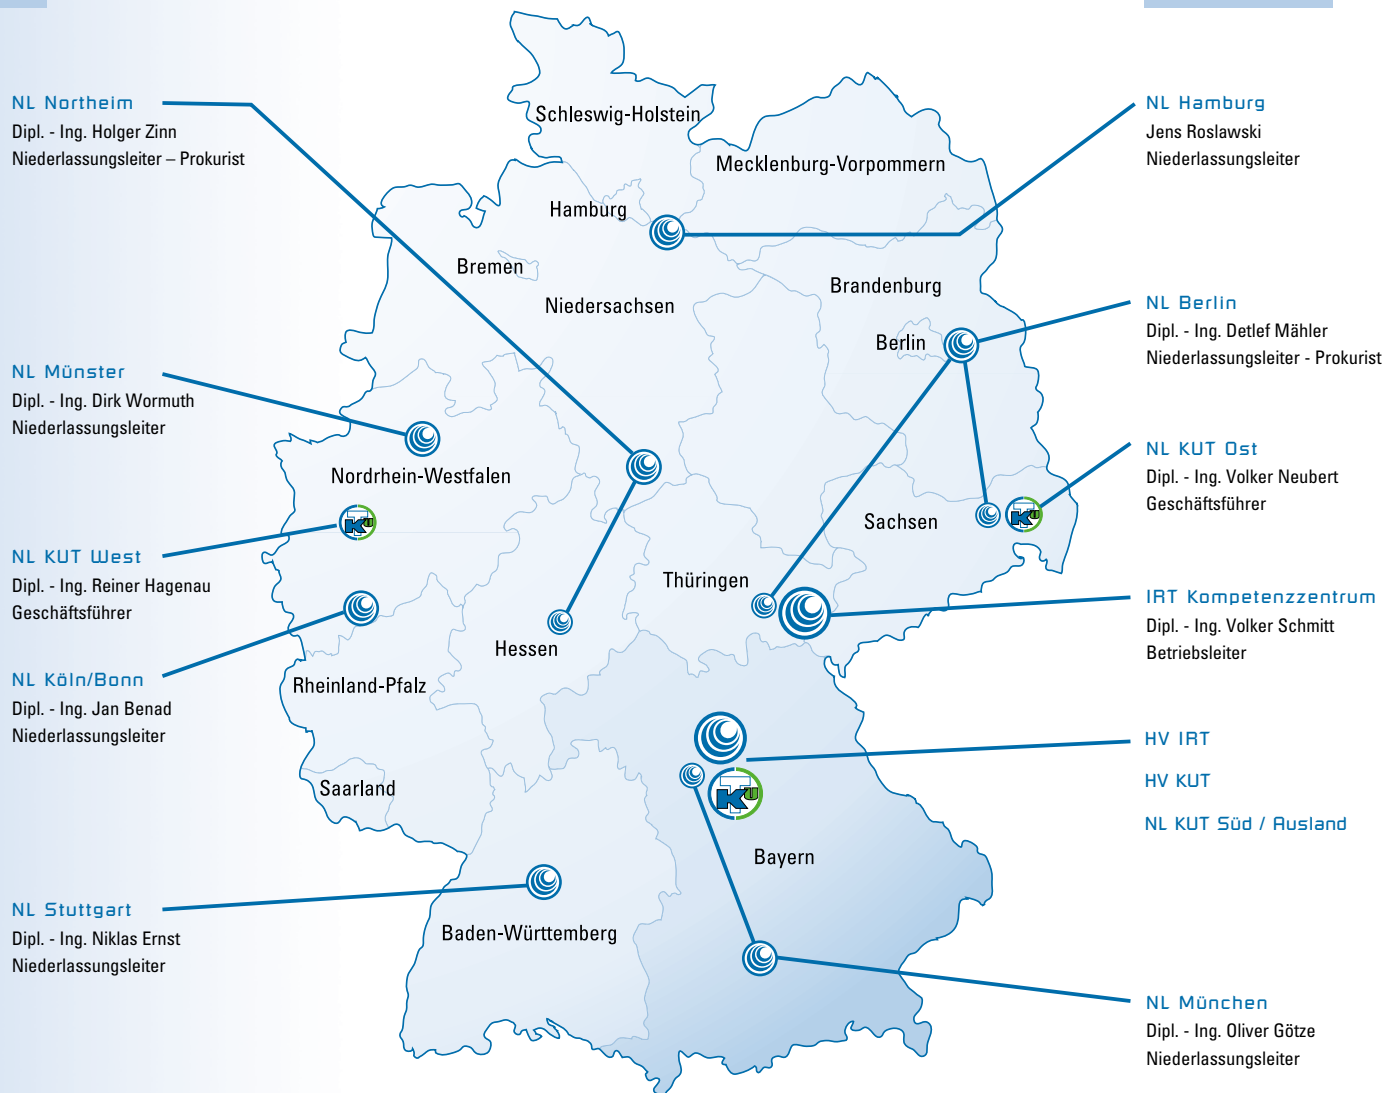 NL Northeim
Dipl. - Ing. Holger Zinn
Niederlassungsleiter – Prokurist
NL Münster
Dipl. - Ing. Dirk Wormuth
Niederlassungsleiter
NL KUT West
Dipl. - Ing. Reiner Hagenau
Geschäftsführer
NL Köln/Bonn
Dipl. - Ing. Jan Benad
Niederlassungsleiter
NL Stuttgart
Dipl. - Ing. Niklas Ernst
Niederlassungsleiter
Schleswig-Holstein
Mecklenburg-Vorpommern
Hamburg
Bremen
Niedersachsen
Brandenburg
Berlin
Nordrhein-Westfalen
Sachsen
Thüringen
Hessen
Rheinland-Pfalz
Saarland
Bayern
Baden-Württemberg
KUT
KUT
KUT
NL Hamburg
Jens Roslawski
Niederlassungsleiter
NL Berlin
Dipl. - Ing. Detlef Mähler
Niederlassungsleiter - Prokurist
NL KUT Ost
Dipl. - Ing. Volker Neubert
Geschäftsführer
IRT Kompetenzzentrum
Dipl. - Ing. Volker Schmitt
Betriebsleiter
HV IRT
HV KUT
NL KUT Süd / Ausland
NL München
Dipl. - Ing. Oliver Götze
Niederlassungsleiter